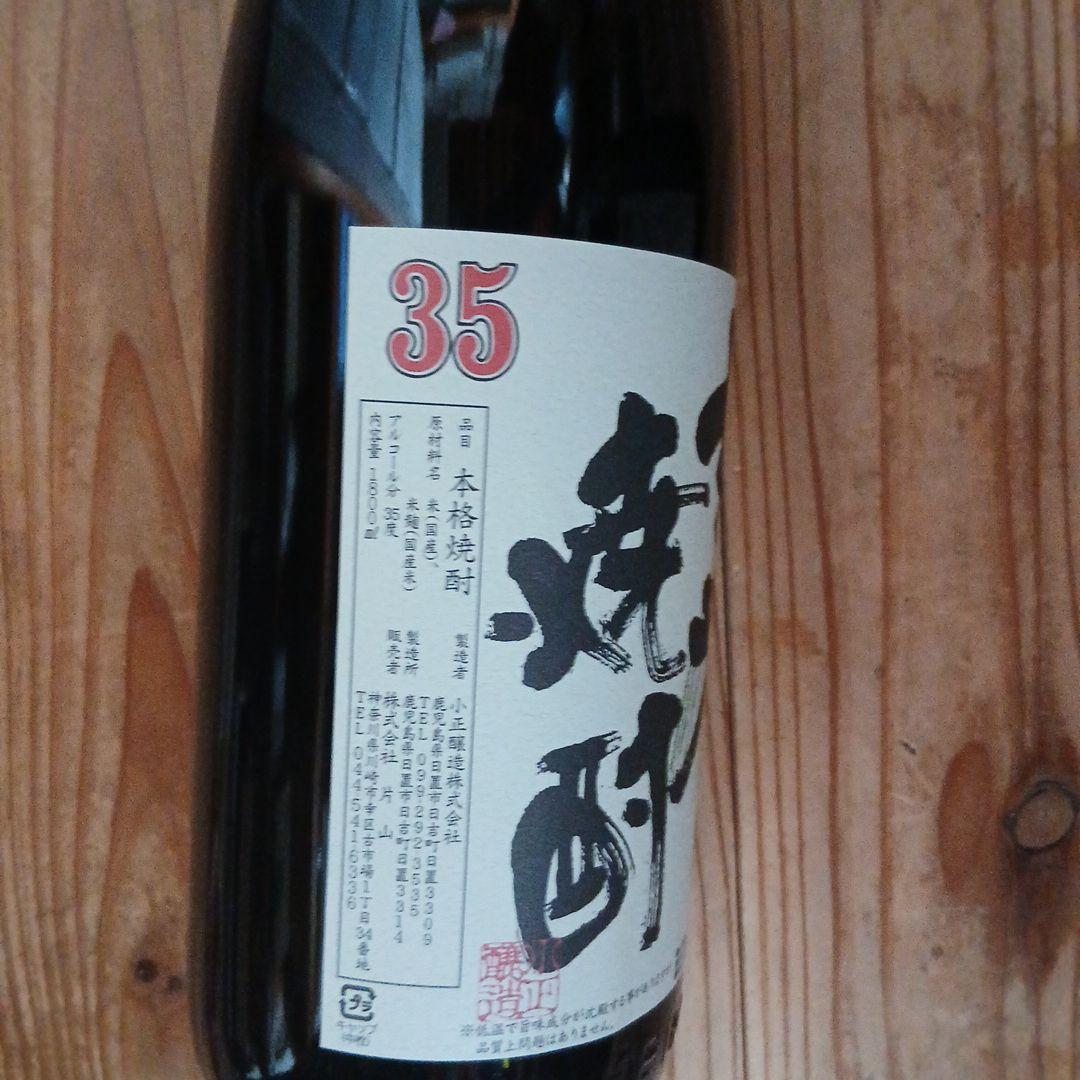 35
焼酎
品目 本格焼酎
原材料名 米(国産)、
米麹(国産米)
アルコール分 35度
内容量 1800ml
製造者 小正醸造株式会社
鹿児島県日置市日吉町日置3309
TEL 099-292-3535
製造所 鹿児島県日置市日吉町日置3314
販売者 株式会社 片山
神奈川県川崎市幸区古市場1丁目34番地
TEL 044-541-6336
小正
醸造
※低温で旨味成分が沈殿する事がありますが
品質上問題はありません。
プラ
キャップ